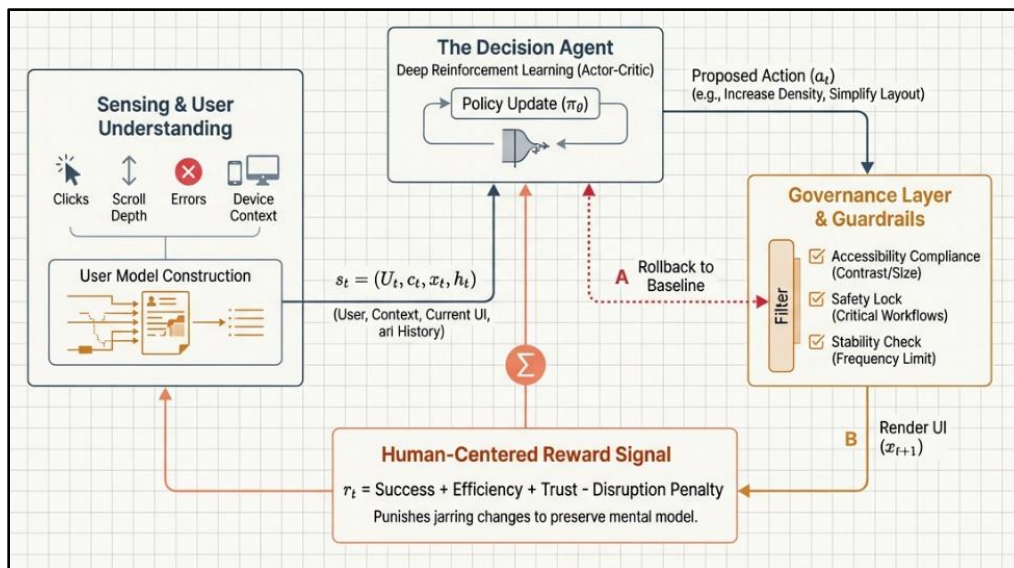 The Decision Agent
Deep Reinforcement Learning (Actor-Critic)
Policy Update (πθ)
Proposed Action (aₜ)
(e.g., Increase Density, Simplify Layout)
Sensing & User
Understanding
Clicks
Scroll
Depth
Errors
Device
Context
User Model Construction
sₜ = (Uₜ, cₜ, xₜ, hₜ)
(User, Context, Current UI,
ari History)
A
Rollback to
Baseline
Governance Layer
& Guardrails
Filter
Accessibility Compliance
(Contrast/Size)
Safety Lock
(Critical Workflows)
Stability Check
(Frequency Limit)
Σ
B
Render UI
(xₜ₊₁)
Human-Centered Reward Signal
rₜ = Success + Efficiency + Trust - Disruption Penalty
Punishes jarring changes to preserve mental model.